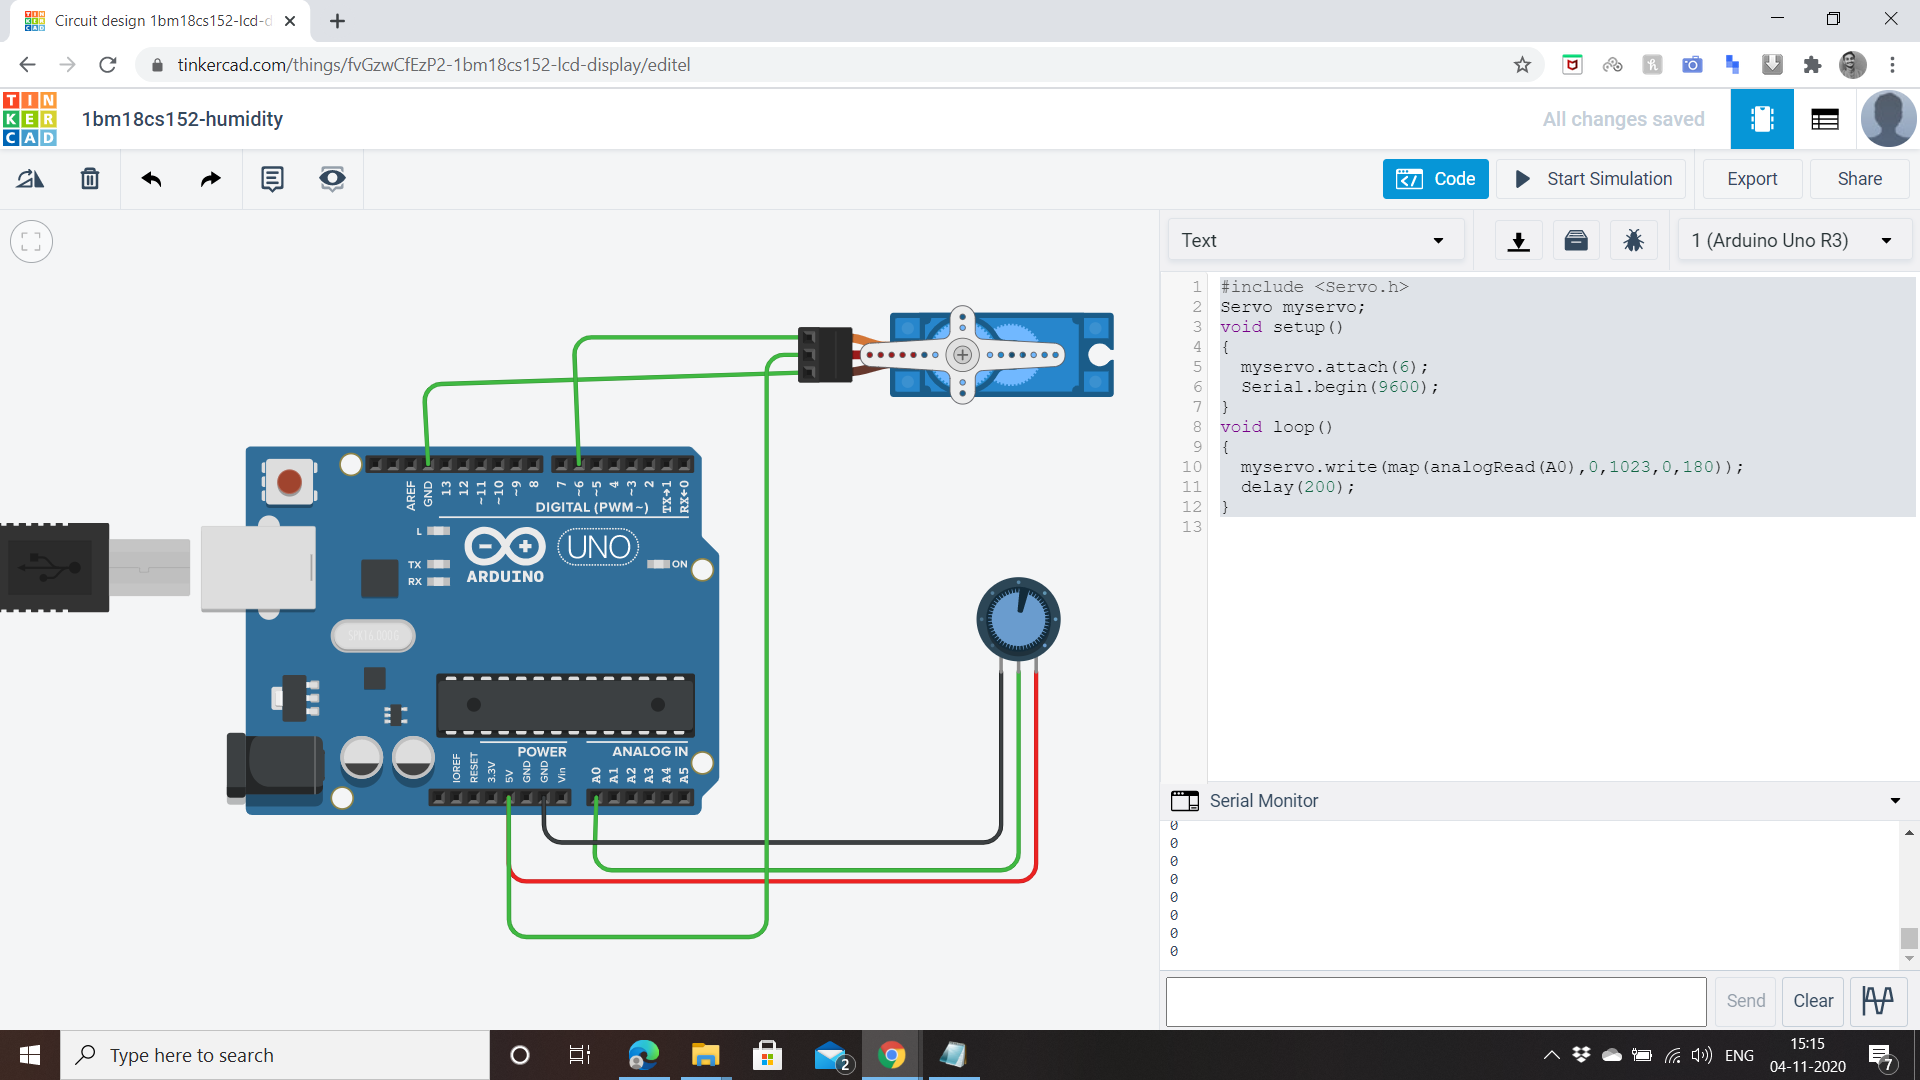 Circuit design 1bm18cs152-lcd-d
tinkercad.com/things/fvGzwCfEzP2-1bm18cs152-lcd-display/editel
TIN
KER
CAD
1bm18cs152-humidity
All changes saved
Code
Start Simulation
Export
Share
Text
1 (Arduino Uno R3)
1 #include <Servo.h>
2 Servo myservo;
3 void setup()
4 {
5 myservo.attach(6);
6 Serial.begin(9600);
7 }
8 void loop()
9 {
10 myservo.write(map(analogRead(A0),0,1023,0,180));
11 delay(200);
12 }
13
AREF
GND
13
12
~11
~10
~9
8
7
~6
~5
4
~3
2
TX→1
RX←0
DIGITAL (PWM~)
L
TX
RX
ARDUINO
UNO
ON
SPK16.000G
POWER
ANALOG IN
IOREF
RESET
3.3V
5V
GND
GND
Vin
A0
A1
A2
A3
A4
A5
Serial Monitor
0
0
0
0
0
0
0
0
Send
Clear
Type here to search
2
ENG
15:15
04-11-2020
7